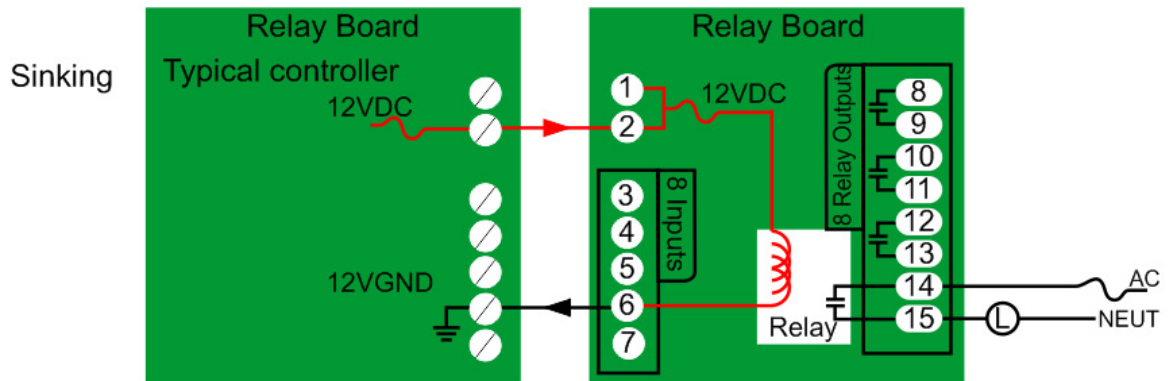 Sinking
Relay Board
Typical controller
12VDC
12VGND
Relay Board
1
2
12VDC
8 Inputs
3
4
5
6
7
Relay
8 Relay Outputs
8
9
10
11
12
13
14
15
AC
L
NEUT